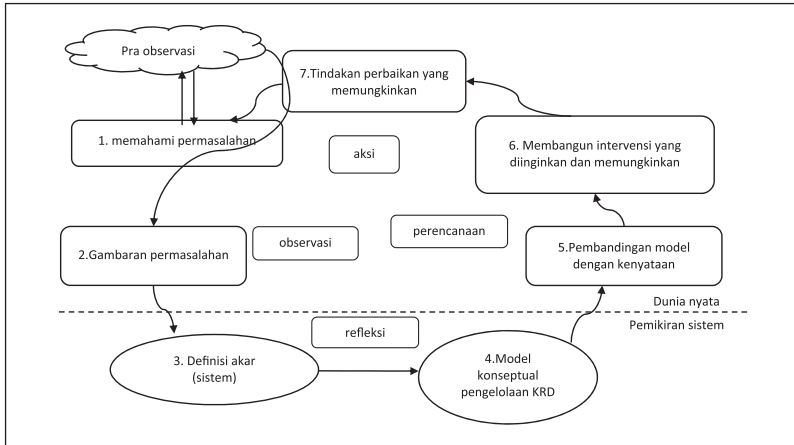 Pra observasi
7.Tindakan perbaikan yang
memungkinkan
1. memahami permasalahan
aksi
6. Membangun intervensi yang
diinginkan dan memungkinkan
2.Gambaran permasalahan
observasi
perencanaan
5.Pembandingan model
dengan kenyataan
Dunia nyata
Pemikiran sistem
refleksi
3. Definisi akar
(sistem)
4.Model
konseptual
pengelolaan KRD